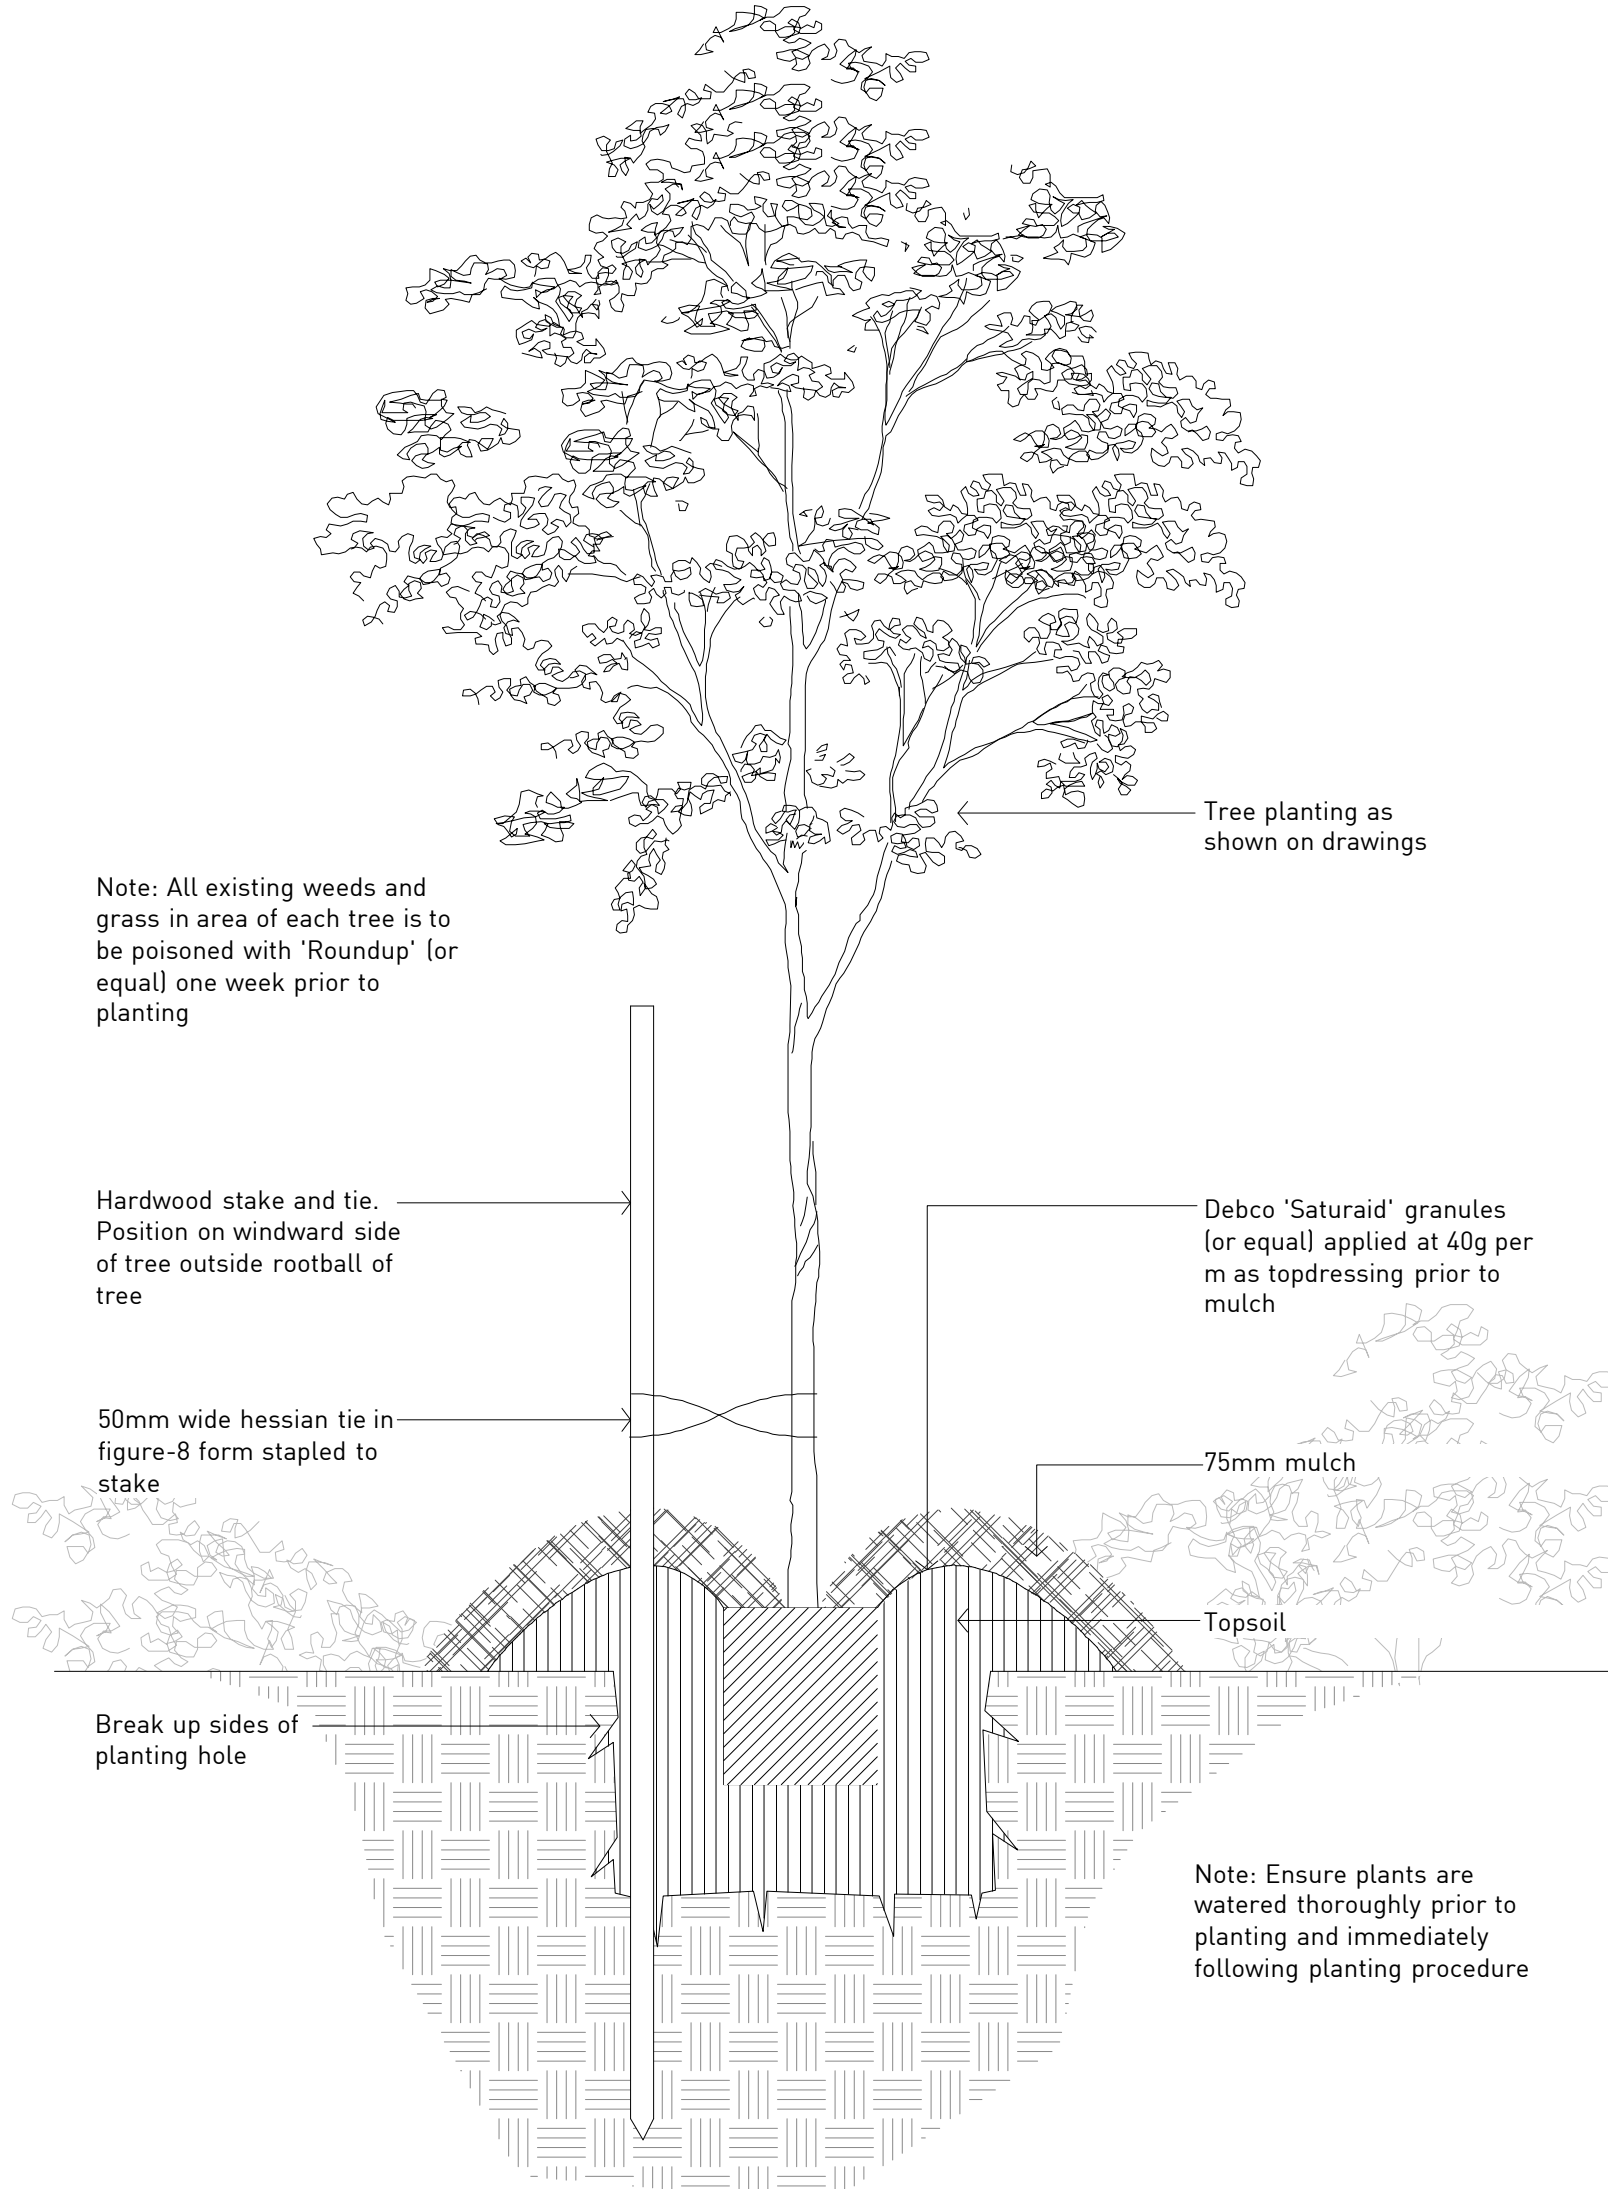 Tree planting as
shown on drawings
Note: All existing weeds and
grass in area of each tree is to
be poisoned with 'Roundup' (or
equal) one week prior to
planting
Hardwood stake and tie.
Position on windward side
of tree outside rootball of
tree
Debco 'Saturaid' granules
(or equal) applied at 40g per
m as topdressing prior to
mulch
50mm wide hessian tie in
figure-8 form stapled to
stake
75mm mulch
Topsoil
Break up sides of
planting hole
Note: Ensure plants are
watered thoroughly prior to
planting and immediately
following planting procedure